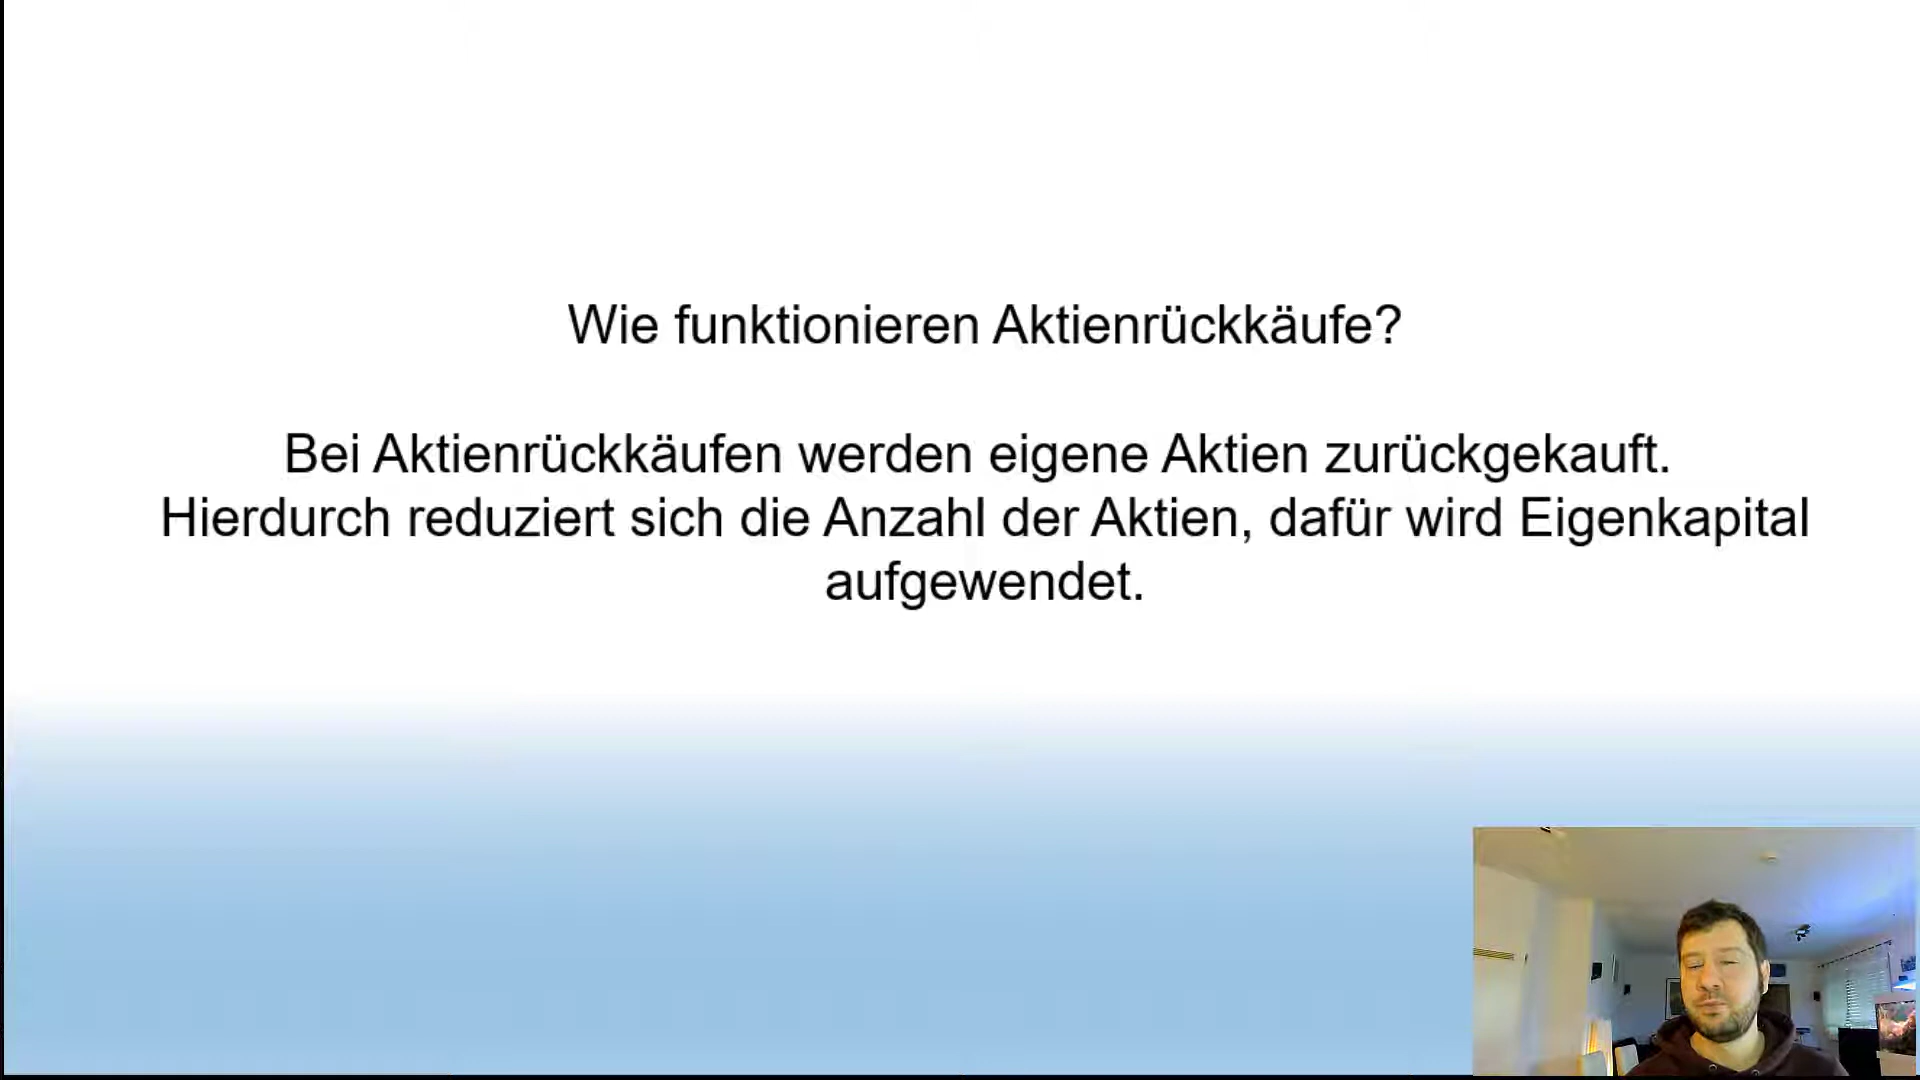 Wie funktionieren Aktienrückkäufe?
Bei Aktienrückkäufen werden eigene Aktien zurückgekauft.
Hierdurch reduziert sich die Anzahl der Aktien, dafür wird Eigenkapital
aufgewendet.